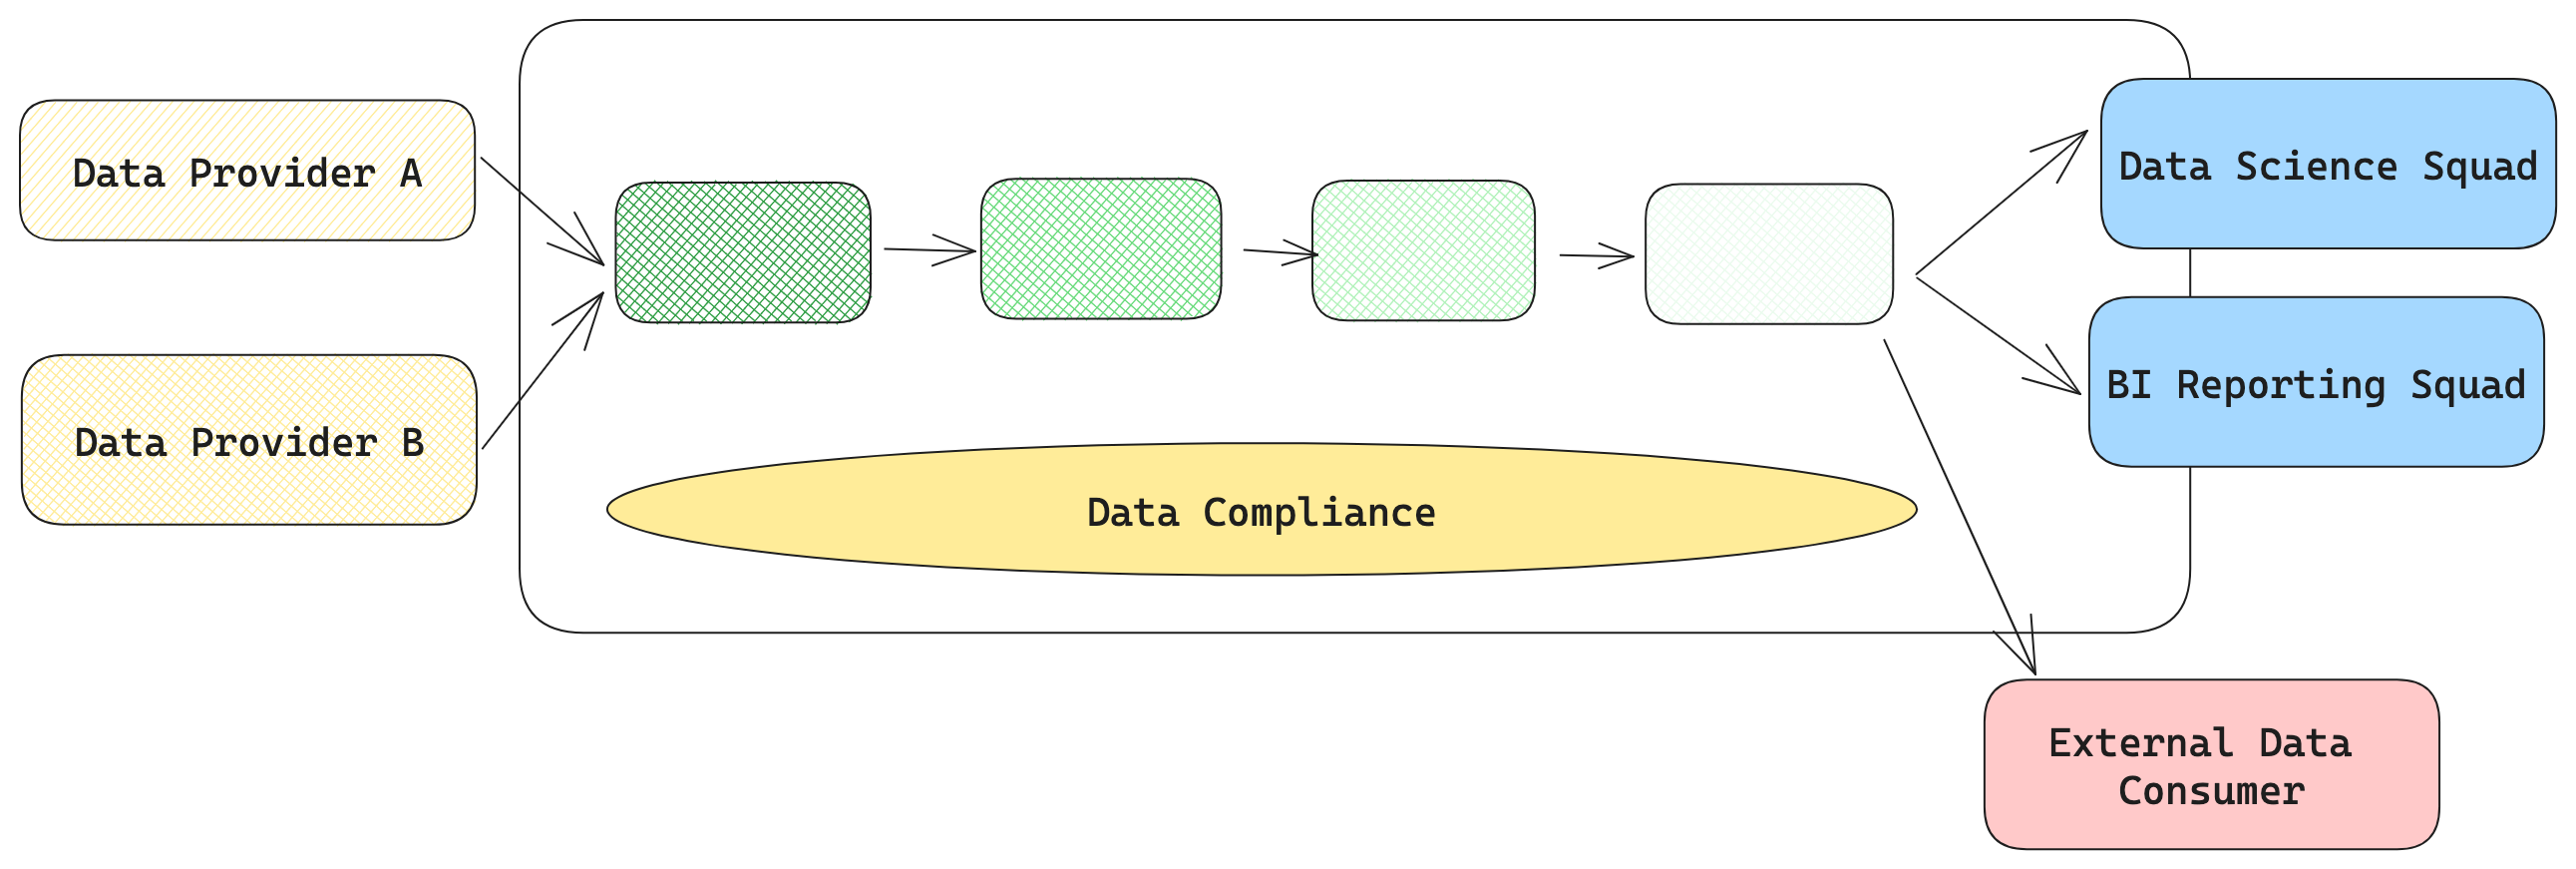 Data Provider A
Data Provider B
Data Compliance
Data Science Squad
BI Reporting Squad
External Data
Consumer